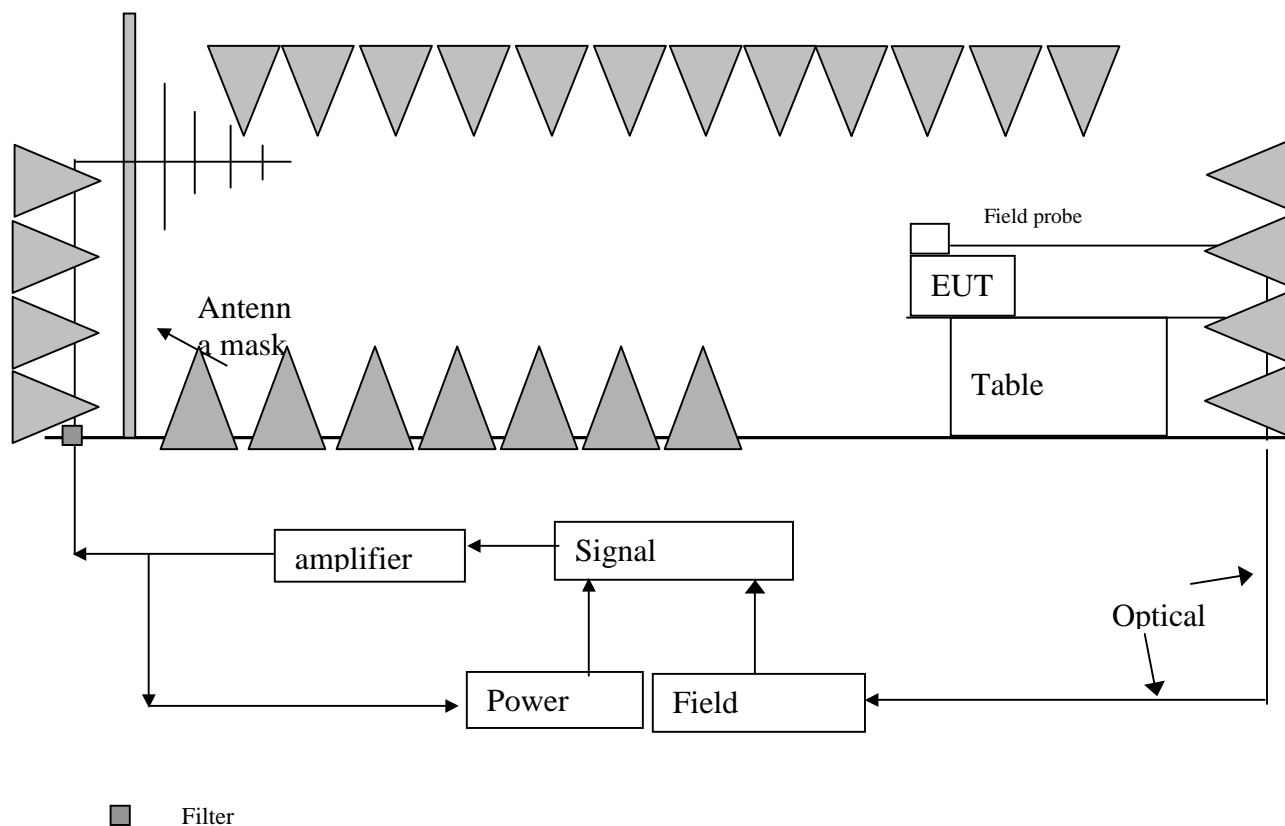 Field probe
EUT
Antenn
a mask
Table
amplifier
Signal
Optical
Power
Field
Filter